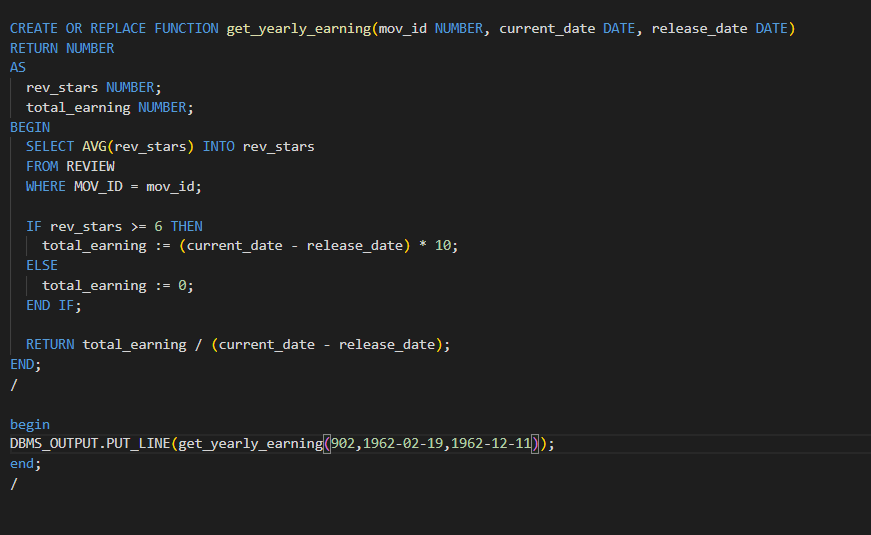 CREATE OR REPLACE FUNCTION get_yearly_earning(mov_id NUMBER, current_date DATE, release_date DATE)
RETURN NUMBER
AS
  rev_stars NUMBER;
  total_earning NUMBER;
BEGIN
  SELECT AVG(rev_stars) INTO rev_stars
  FROM REVIEW
  WHERE MOV_ID = mov_id;

  IF rev_stars >= 6 THEN
    total_earning := (current_date - release_date) * 10;
  ELSE
    total_earning := 0;
  END IF;

  RETURN total_earning / (current_date - release_date);
END;
/

begin
DBMS_OUTPUT.PUT_LINE(get_yearly_earning(902,1962-02-19,1962-12-11));
end;
/